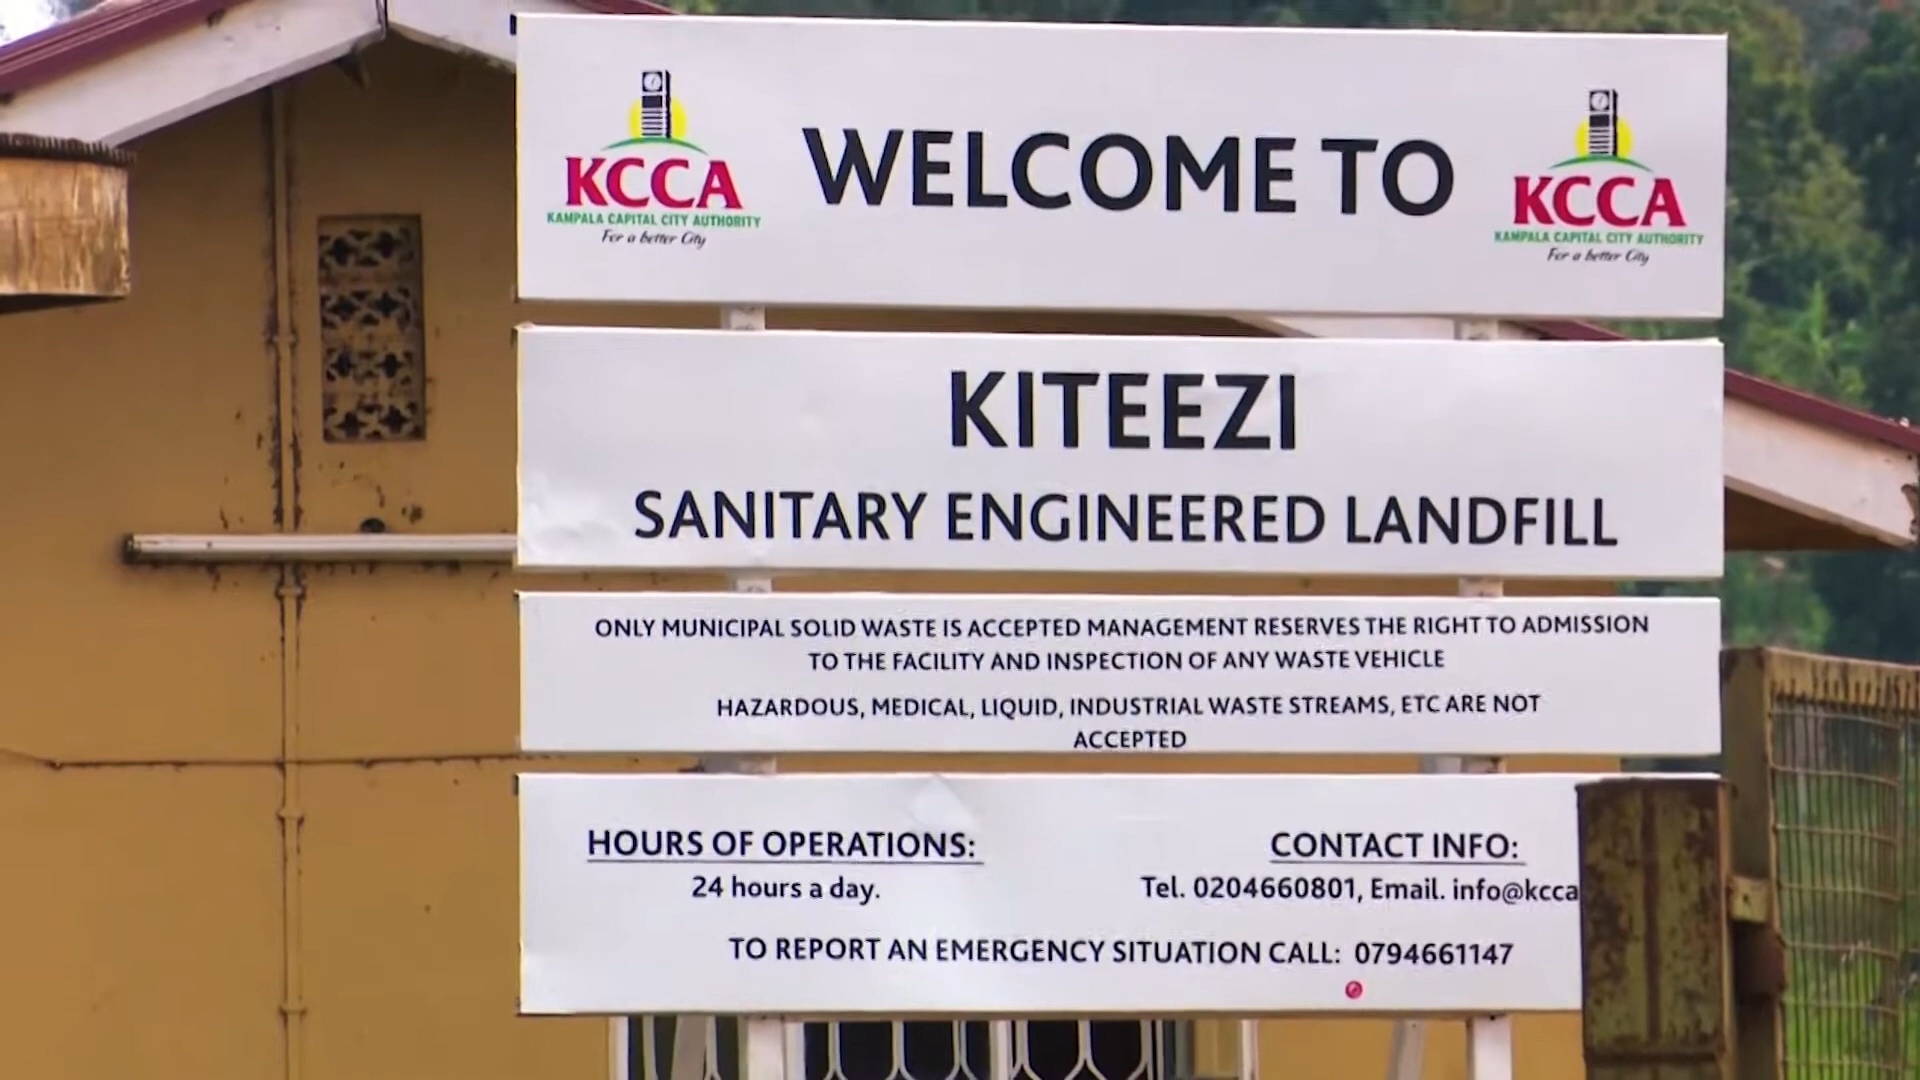 KCCA
KAMPALA CAPITAL CITY AUTHORITY
For a better City
WELCOME TO
KCCA
KAMPALA CAPITAL CITY AUTHORITY
For a better City
KITEEZI
SANITARY ENGINEERED LANDFILL
ONLY MUNICIPAL SOLID WASTE IS ACCEPTED MANAGEMENT RESERVES THE RIGHT TO ADMISSION
TO THE FACILITY AND INSPECTION OF ANY WASTE VEHICLE
HAZARDOUS, MEDICAL, LIQUID, INDUSTRIAL WASTE STREAMS, ETC ARE NOT
ACCEPTED
HOURS OF OPERATIONS:
24 hours a day.
CONTACT INFO:
Tel. 0204660801, Email. info@kcca
TO REPORT AN EMERGENCY SITUATION CALL: 0794661147